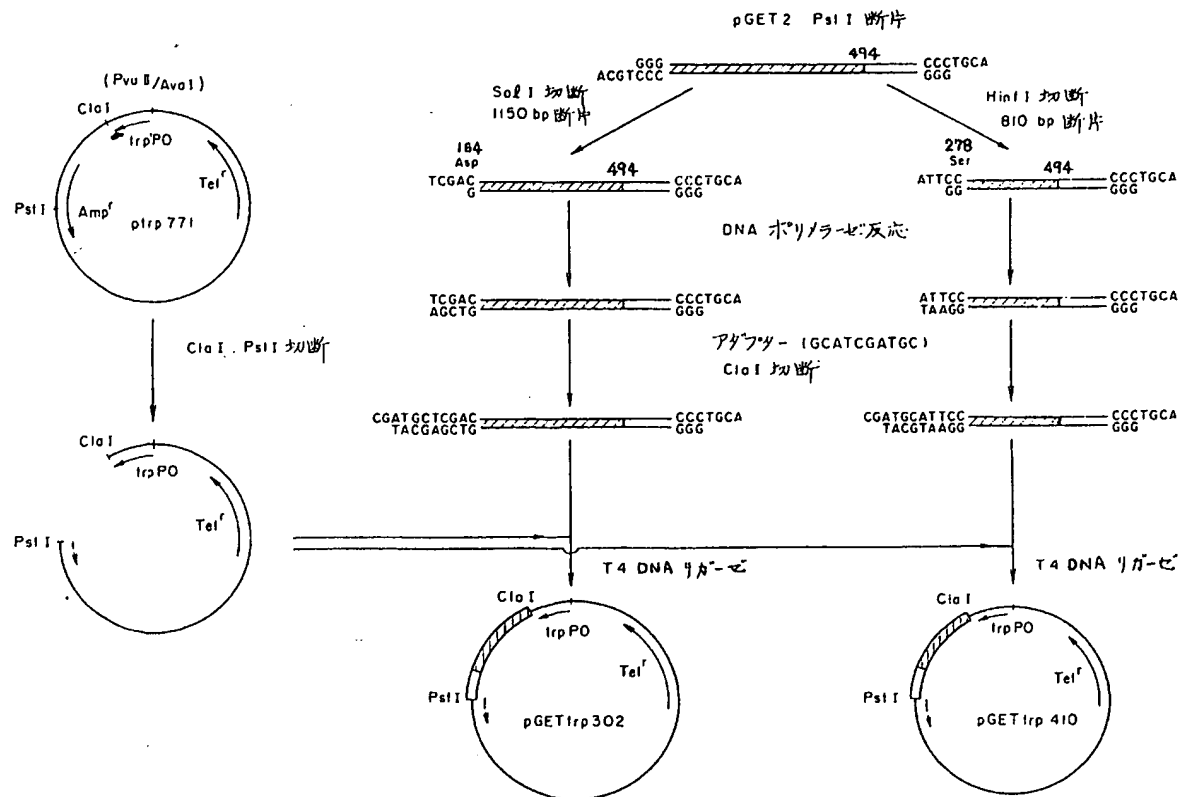 pGET2 PstI 断片
494
GGG
CCCTGCA
ACGTCCC
GGG
(PvuⅡ/AvaI)
ClaI
trpPO
Tetʳ
PstI
Ampʳ
ptrp 771
SalI 切断
1150 bp 断片
HinfI 切断
810 bp 断片
164
Asp
494
TCGAC
CCCTGCA
G
GGG
278
Ser
494
ATTCC
CCCTGCA
GG
GGG
DNA ポリメラーゼ反応
TCGAC
CCCTGCA
AGCTG
GGG
ATTCC
CCCTGCA
TAAGG
GGG
ClaI, PstI 切断
アダプター (GCATCGATGC)
ClaI 切断
CGATGCTCGAC
CCCTGCA
TACGAGCTG
GGG
CGATGCATTCC
CCCTGCA
TACGTAAGG
GGG
ClaI
trpPO
Tetʳ
PstI
T4 DNA リガーゼ
T4 DNA リガーゼ
ClaI
trpPO
Tetʳ
PstI
pGETtrp302
ClaI
trpPO
Tetʳ
PstI
pGETtrp 410